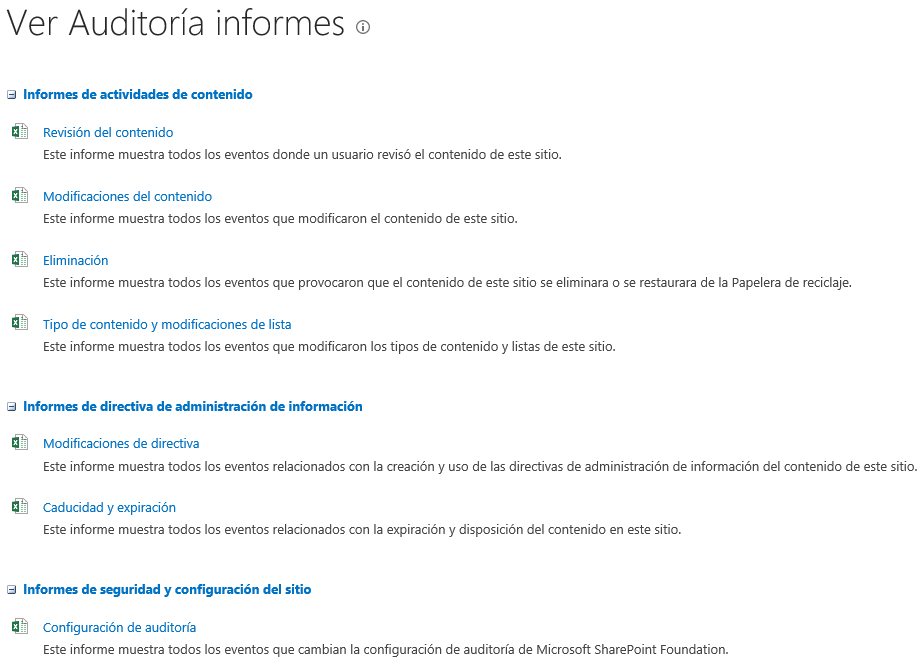 Ver Auditoría informes
Informes de actividades de contenido
Revisión del contenido
Este informe muestra todos los eventos donde un usuario revisó el contenido de este sitio.
Modificaciones del contenido
Este informe muestra todos los eventos que modificaron el contenido de este sitio.
Eliminación
Este informe muestra todos los eventos que provocaron que el contenido de este sitio se eliminara o se restaurara de la Papelera de reciclaje.
Tipo de contenido y modificaciones de lista
Este informe muestra todos los eventos que modificaron los tipos de contenido y listas de este sitio.
Informes de directiva de administración de información
Modificaciones de directiva
Este informe muestra todos los eventos relacionados con la creación y uso de las directivas de administración de información del contenido de este sitio.
Caducidad y expiración
Este informe muestra todos los eventos relacionados con la expiración y disposición del contenido en este sitio.
Informes de seguridad y configuración del sitio
Configuración de auditoría
Este informe muestra todos los eventos que cambian la configuración de auditoría de Microsoft SharePoint Foundation.